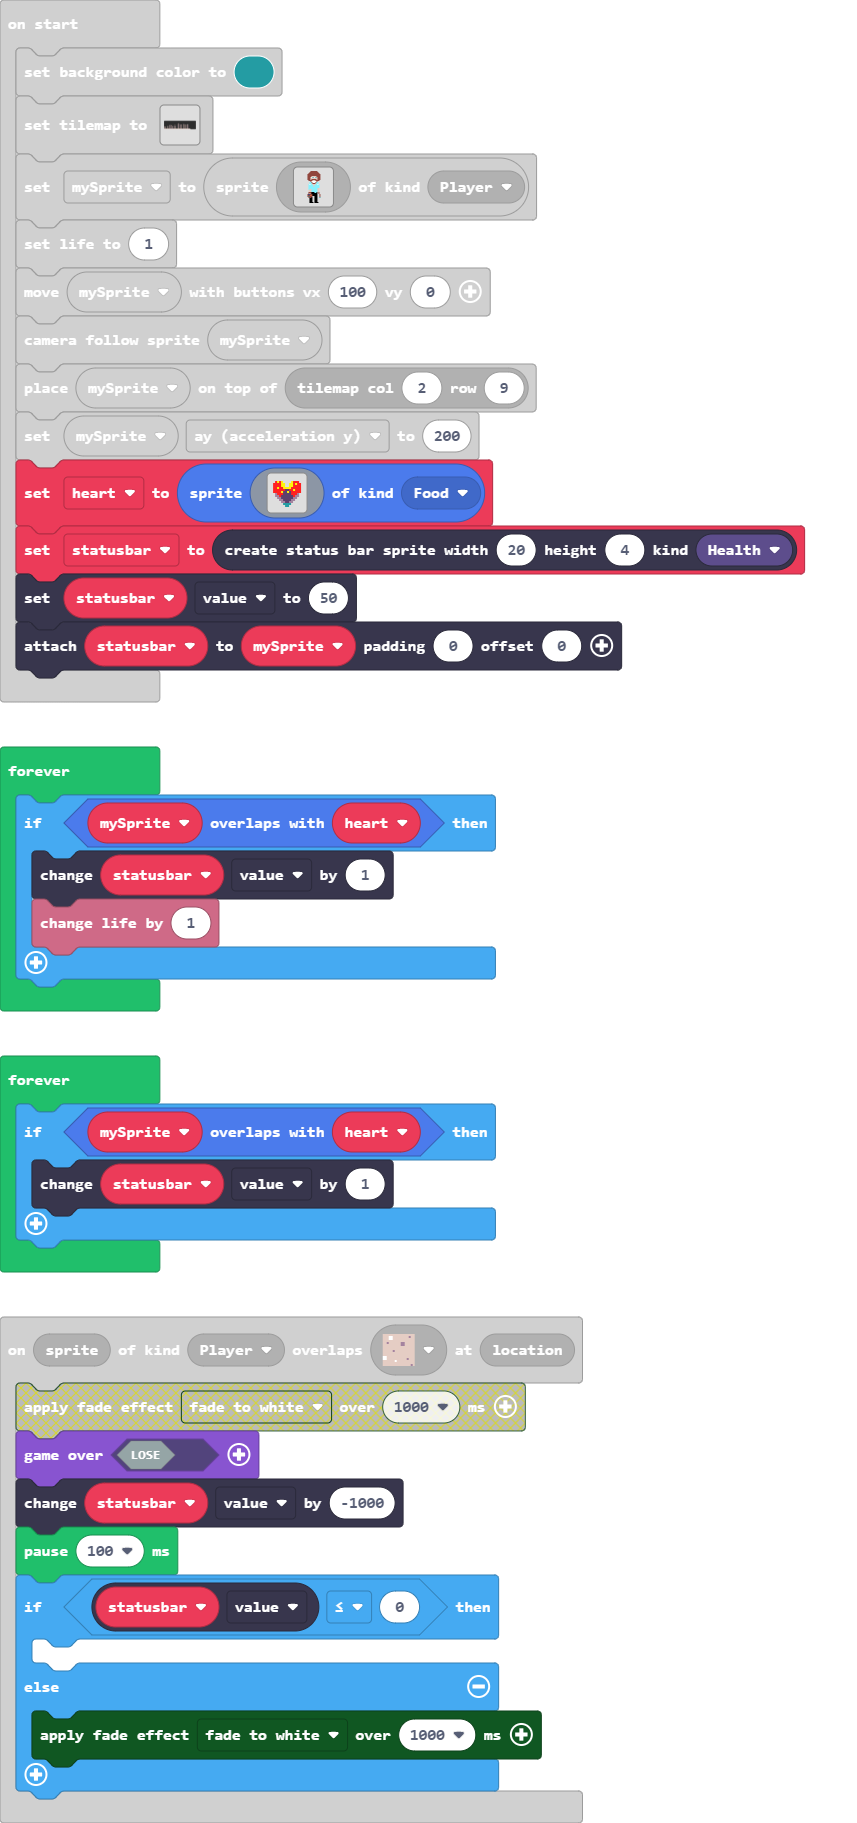 on start
set background color to
set tilemap to
set mySprite to sprite of kind Player
set life to 1
move mySprite with buttons vx 100 vy 0
camera follow sprite mySprite
place mySprite on top of tilemap col 2 row 9
set mySprite ay (acceleration y) to 200
set heart to sprite of kind Food
set statusbar to create status bar sprite width 20 height 4 kind Health
set statusbar value to 50
attach statusbar to mySprite padding 0 offset 0
forever
if mySprite overlaps with heart then
change statusbar value by 1
change life by 1
forever
if mySprite overlaps with heart then
change statusbar value by 1
on sprite of kind Player overlaps at location
apply fade effect fade to white over 1000 ms
game over LOSE
change statusbar value by -1000
pause 100 ms
if statusbar value ≤ 0 then
else
apply fade effect fade to white over 1000 ms